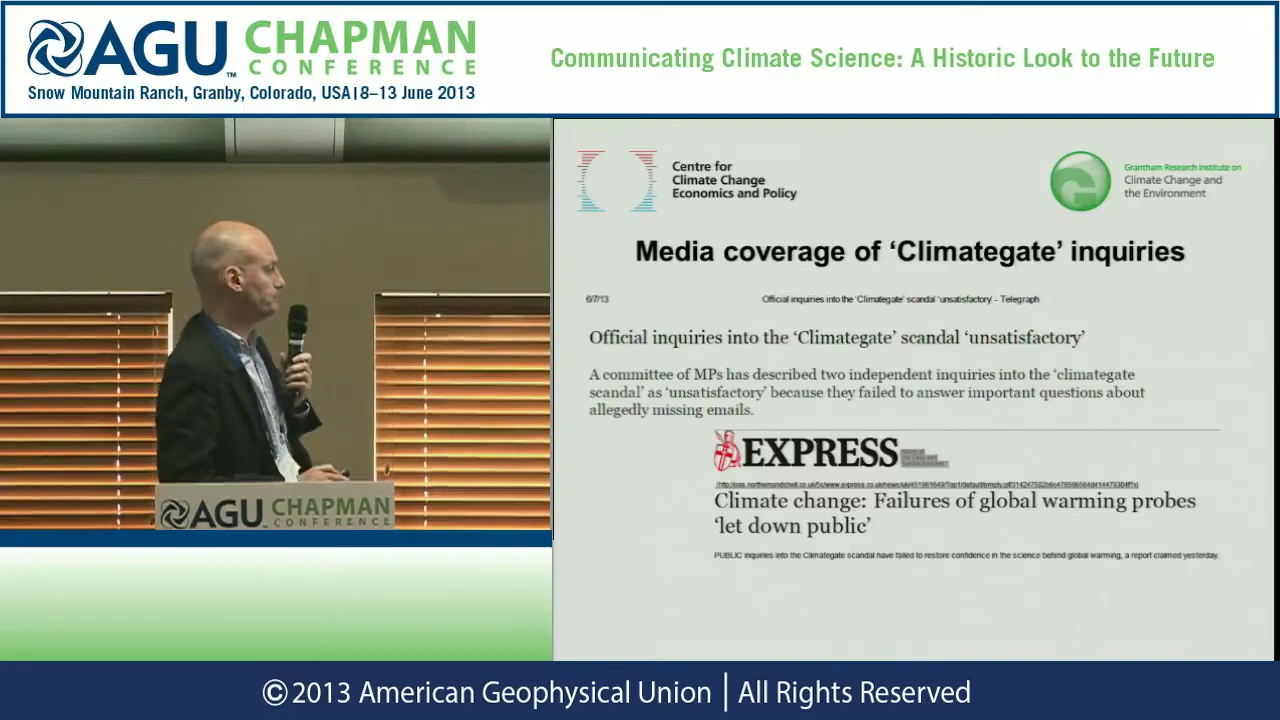 AGU CHAPMAN
CONFERENCE
Snow Mountain Ranch, Granby, Colorado, USA | 8–13 June 2013
Communicating Climate Science: A Historic Look to the Future
Centre for
Climate Change
Economics and Policy
Grantham Research Institute on
Climate Change and
the Environment
Media coverage of ‘Climategate’ inquiries
6/7/13
Official inquiries into the 'Climategate' scandal 'unsatisfactory' - Telegraph
Official inquiries into the ‘Climategate’ scandal ‘unsatisfactory’
A committee of MPs has described two independent inquiries into the ‘climategate
scandal’ as ‘unsatisfactory’ because they failed to answer important questions about
allegedly missing emails.
EXPRESS
Climate change: Failures of global warming probes
‘let down public’
PUBLIC inquiries into the Climategate scandal have failed to restore confidence in the science behind global warming, a report claimed yesterday.
AGU CHAPMAN
CONFERENCE
©2013 American Geophysical Union | All Rights Reserved